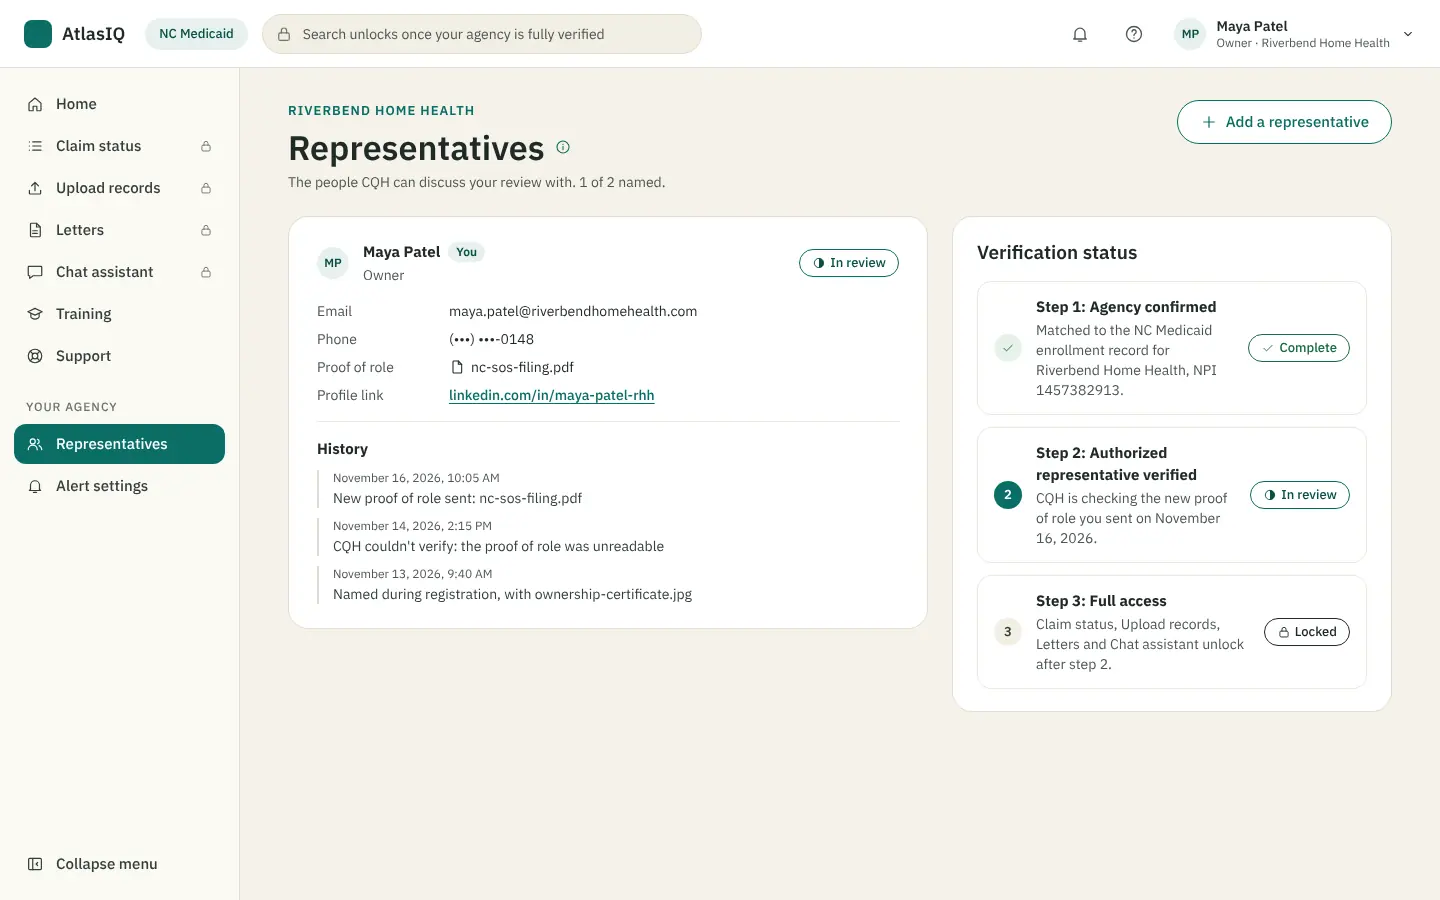 AtlasIQ
NC Medicaid
Search unlocks once your agency is fully verified
MP
Maya Patel
Owner · Riverbend Home Health
Home
Claim status
Upload records
Letters
Chat assistant
Training
Support
YOUR AGENCY
Representatives
Alert settings
Collapse menu
RIVERBEND HOME HEALTH
Representatives
The people CQH can discuss your review with. 1 of 2 named.
Add a representative
MP
Maya Patel
You
Owner
In review
Email
maya.patel@riverbendhomehealth.com
Phone
(•••) •••-0148
Proof of role
nc-sos-filing.pdf
Profile link
linkedin.com/in/maya-patel-rhh
History
November 16, 2026, 10:05 AM
New proof of role sent: nc-sos-filing.pdf
November 14, 2026, 2:15 PM
CQH couldn't verify: the proof of role was unreadable
November 13, 2026, 9:40 AM
Named during registration, with ownership-certificate.jpg
Verification status
Step 1: Agency confirmed
Matched to the NC Medicaid
enrollment record for
Riverbend Home Health, NPI
1457382913.
Complete
2
Step 2: Authorized
representative verified
CQH is checking the new proof
of role you sent on November
16, 2026.
In review
3
Step 3: Full access
Claim status, Upload records,
Letters and Chat assistant unlock
after step 2.
Locked